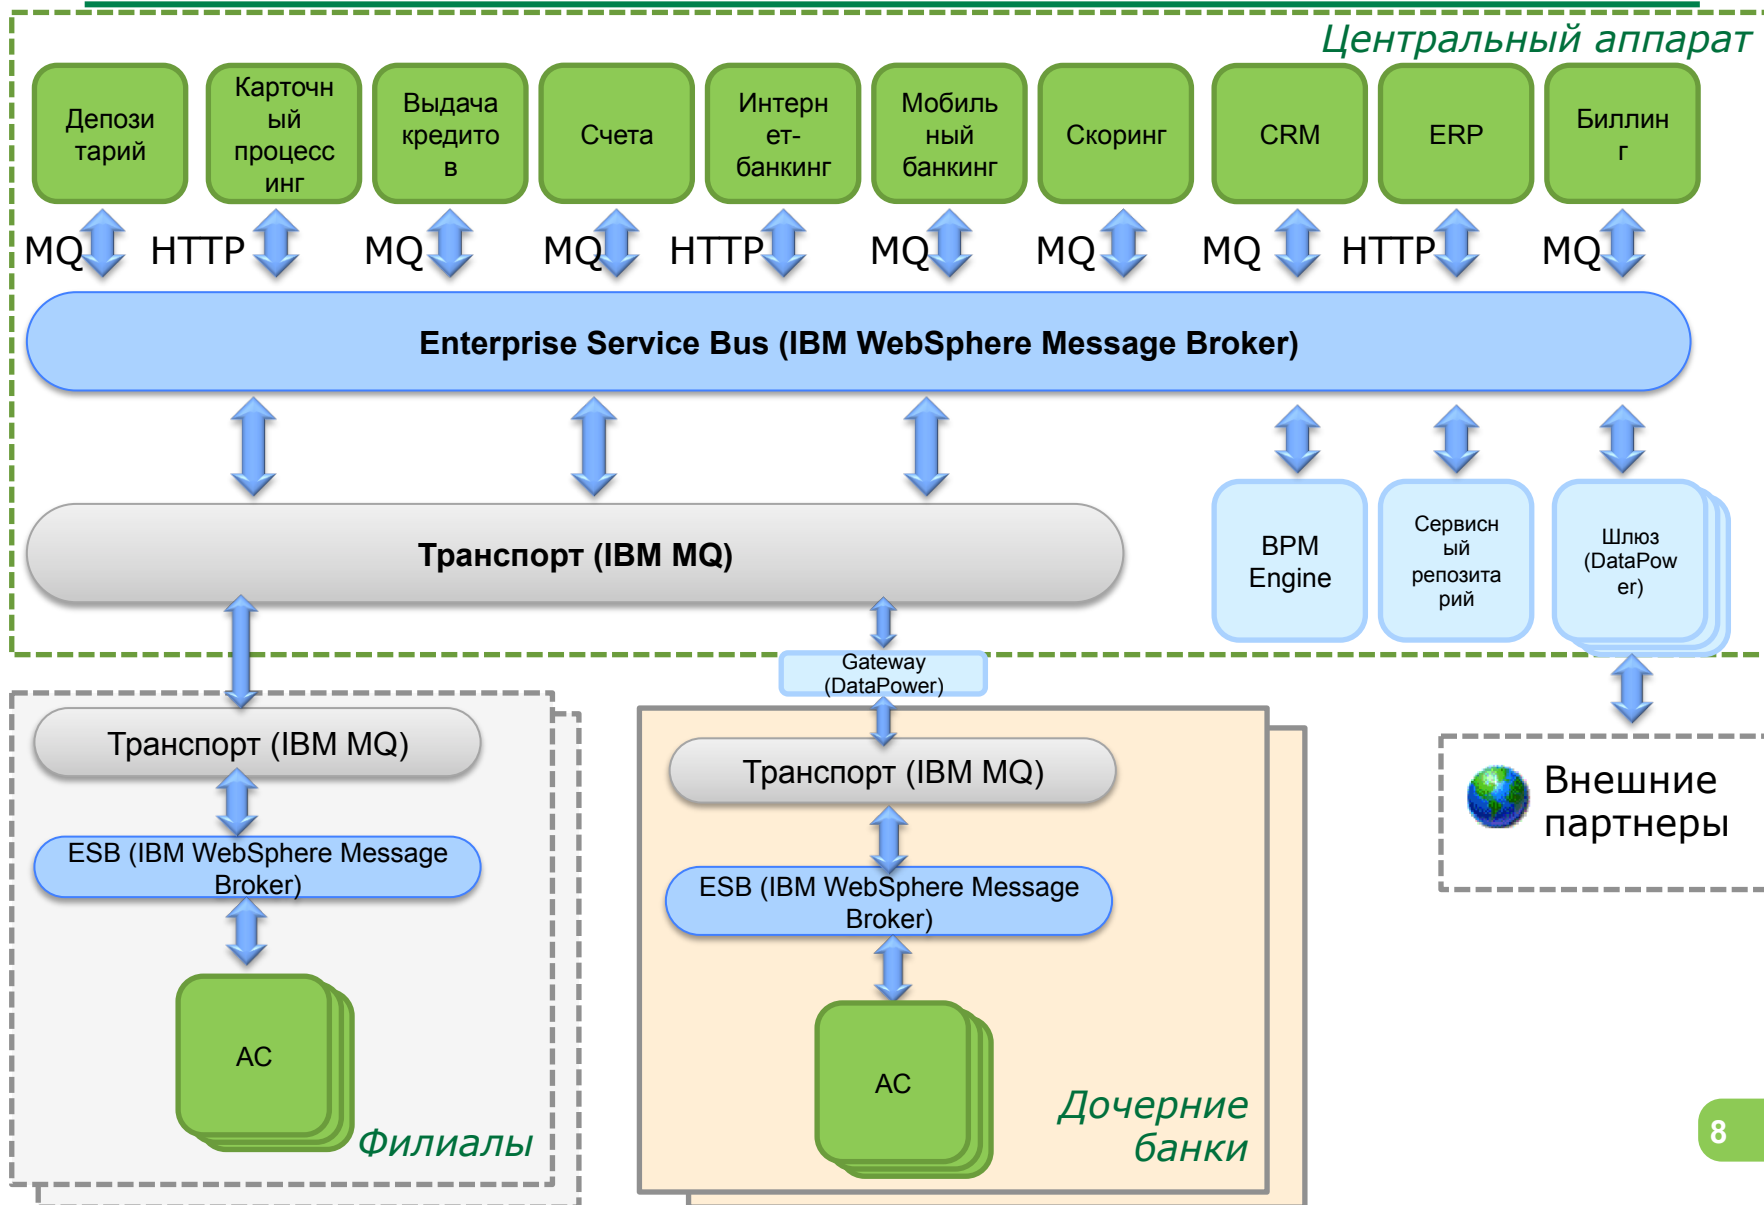 Центральный аппарат
Депози
тарий
Карточн
ый
процесс
инг
Выдача
кредито
в
Счета
Интерн
ет-
банкинг
Мобиль
ный
банкинг
Скоринг
CRM
ERP
Биллин
г
MQ
HTTP
MQ
MQ
HTTP
MQ
MQ
MQ
HTTP
MQ
Enterprise Service Bus (IBM WebSphere Message Broker)
Транспорт (IBM MQ)
BPM
Engine
Сервисн
ый
репозита
рий
Шлюз
(DataPow
er)
Gateway
(DataPower)
Транспорт (IBM MQ)
ESB (IBM WebSphere Message
Broker)
АС
Филиалы
Транспорт (IBM MQ)
ESB (IBM WebSphere Message
Broker)
АС
Дочерние
банки
Внешние
партнеры
8